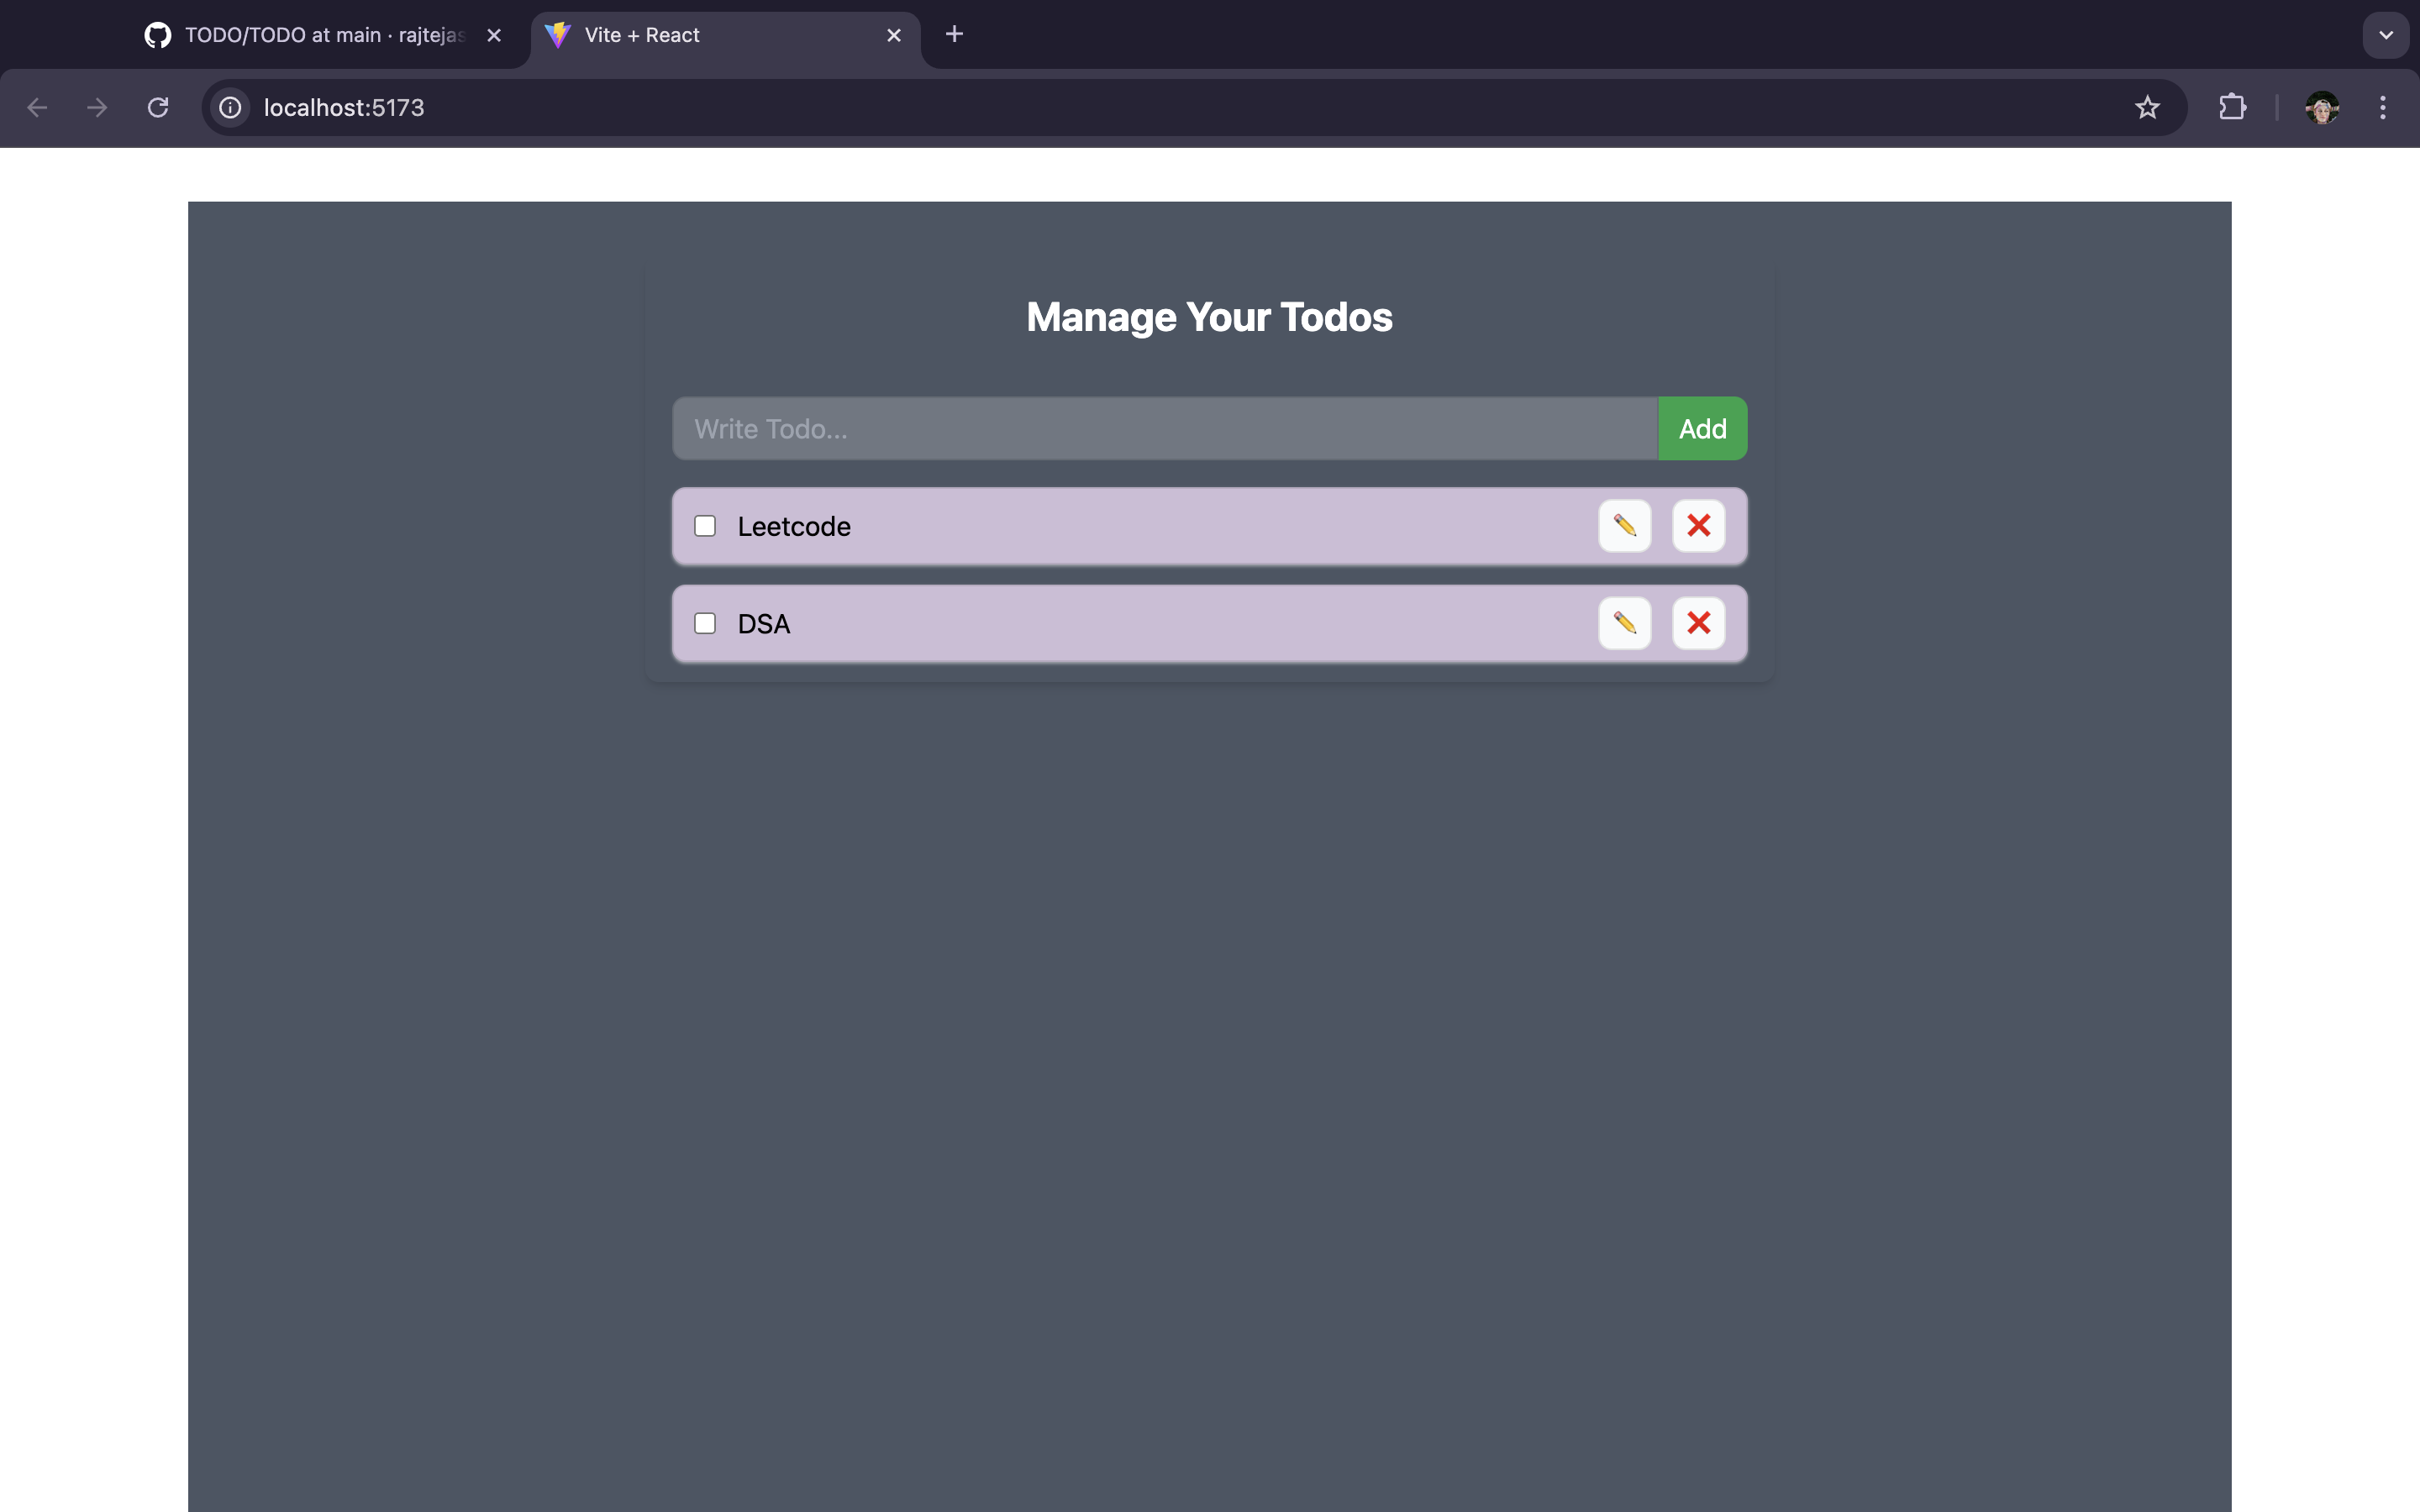 TODO/TODO at main · rajtejas
Vite + React
localhost:5173
Manage Your Todos
Write Todo...
Add
Leetcode
DSA